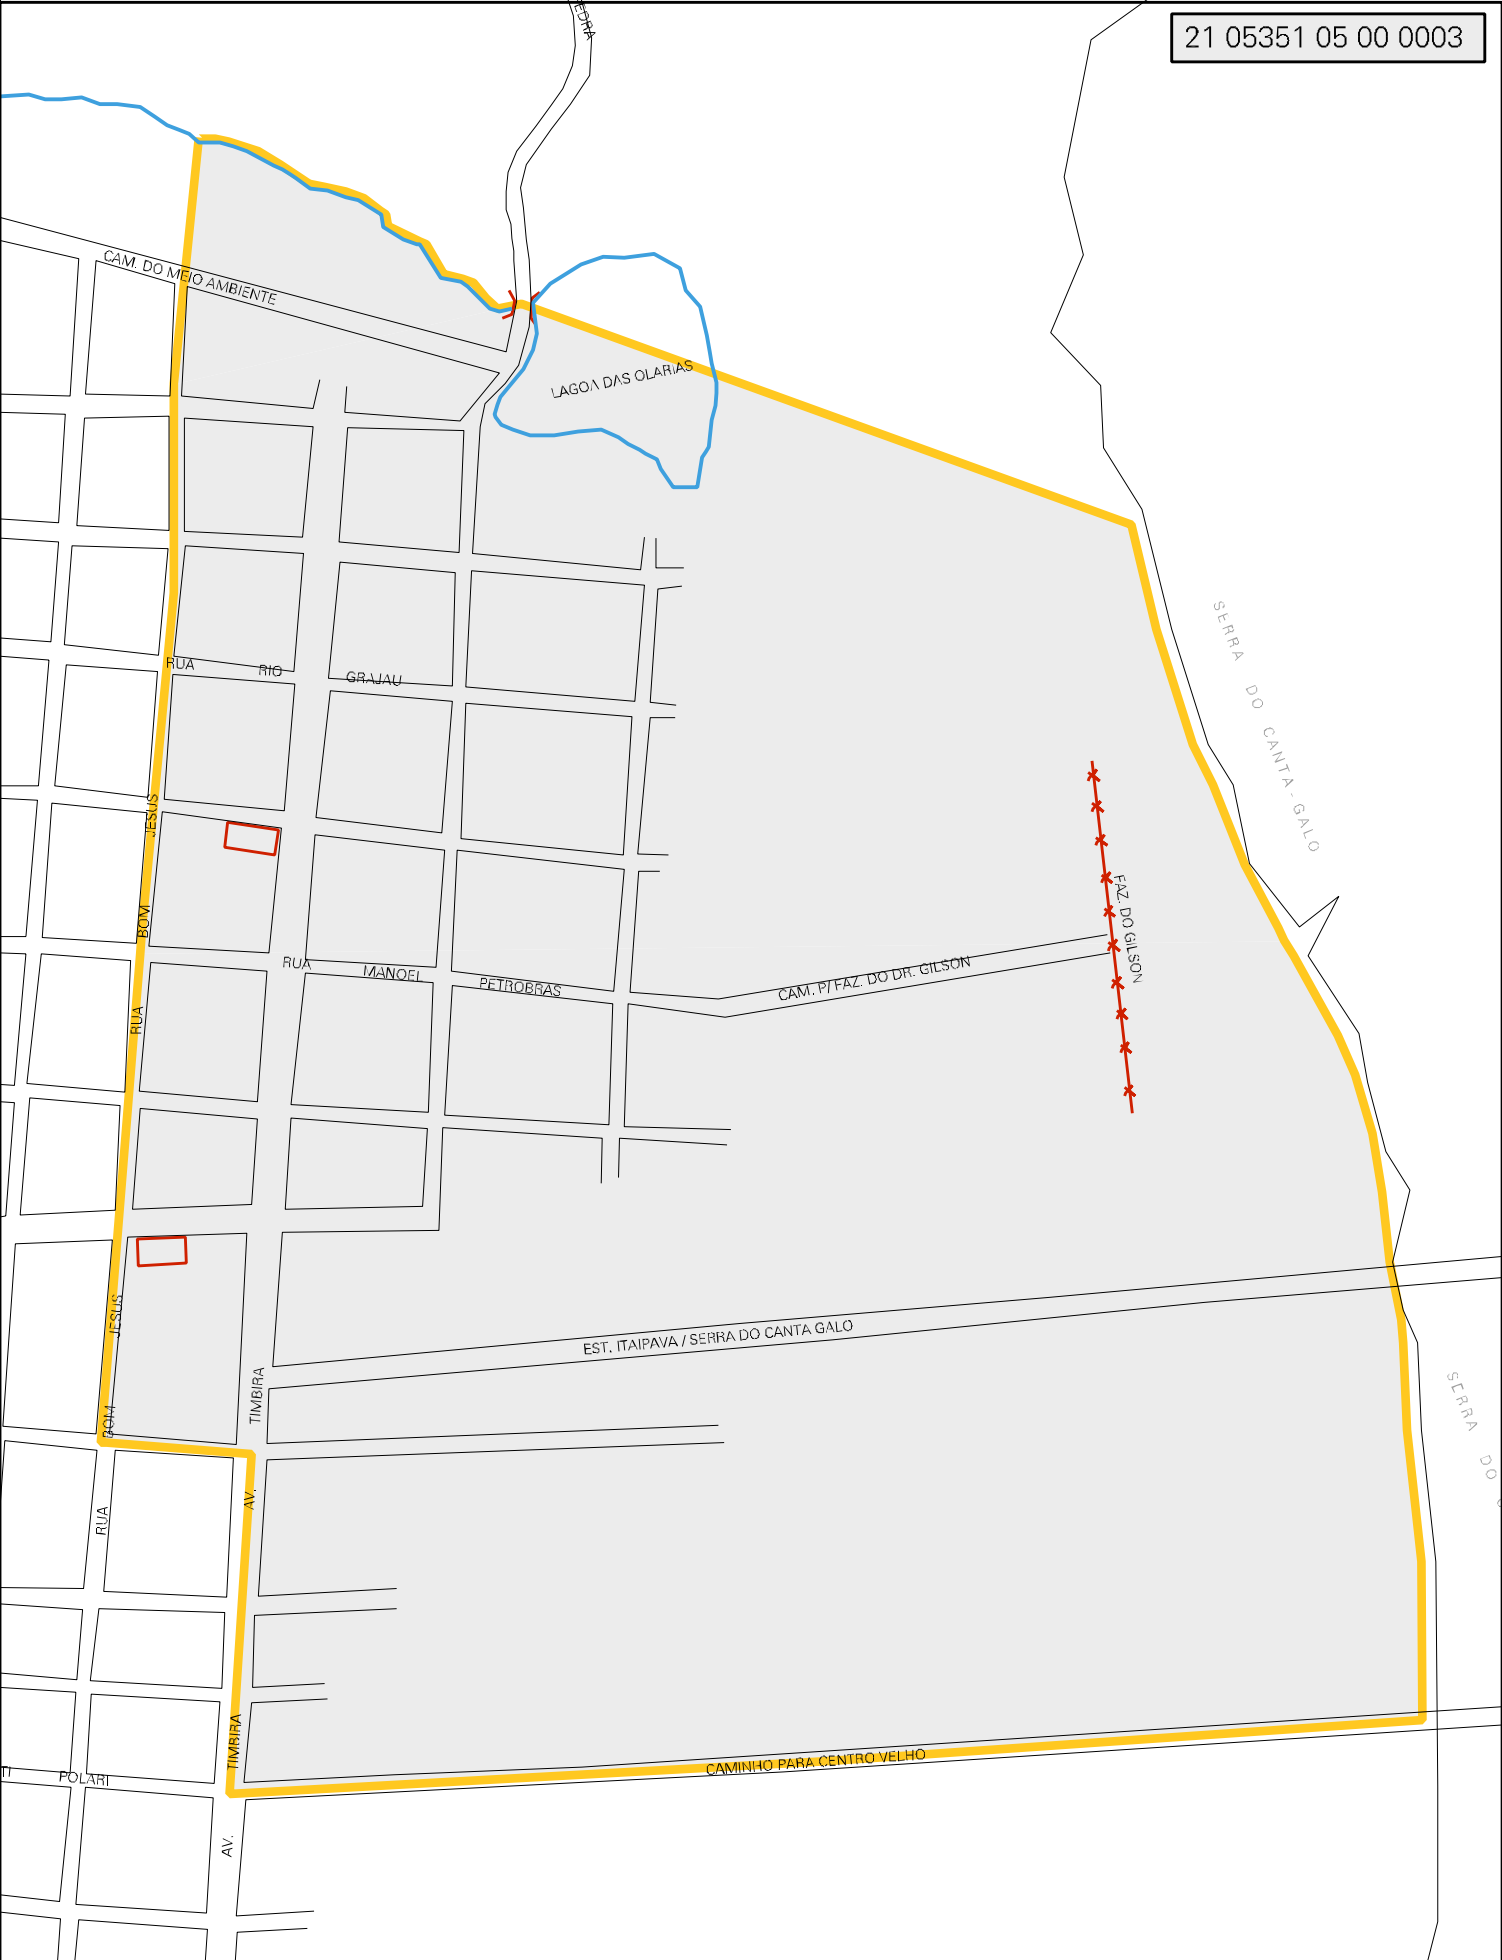 21 05351 05 00 0003
EDRA
CAM. DO MEIO AMBIENTE
LAGOA DAS OLARIAS
SERRA DO CANTA - GALO
RUA RIO GRAJAU
RUA BOM JESUS
FAZ. DO GILSON
RUA MANOEL PETROBRAS
CAM. P/ FAZ. DO DR. GILSON
EST. ITAIPAVA / SERRA DO CANTA GALO
RUA BOM JESUS
AV. TIMBIRA
SERRA DO
AV. TIMBIRA
CAMINHO PARA CENTRO VELHO
TI POLARI